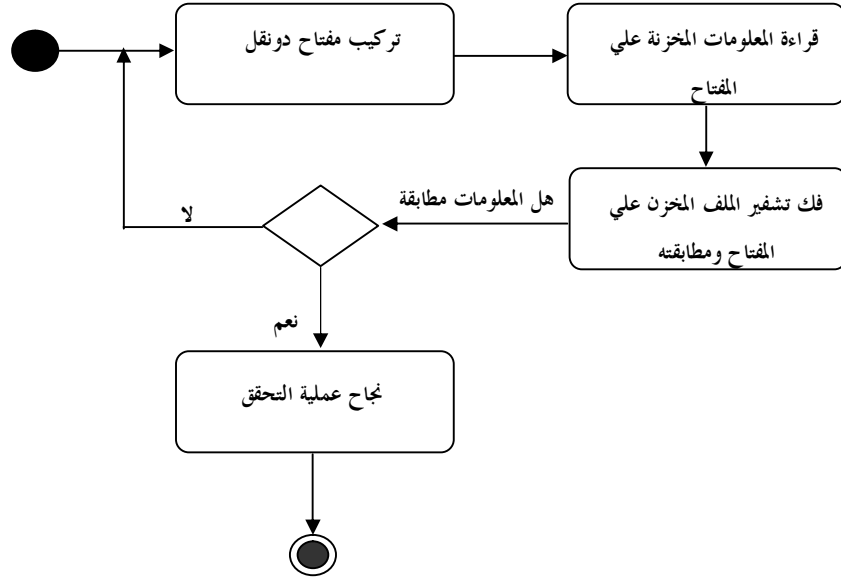 تركيب مفتاح دونقل
قراءة المعلومات المخزنة علي
المفتاح
فك تشفير الملف المخزن علي
المفتاح ومطابقته
هل المعلومات مطابقة
لا
نعم
نجاح عملية التحقق